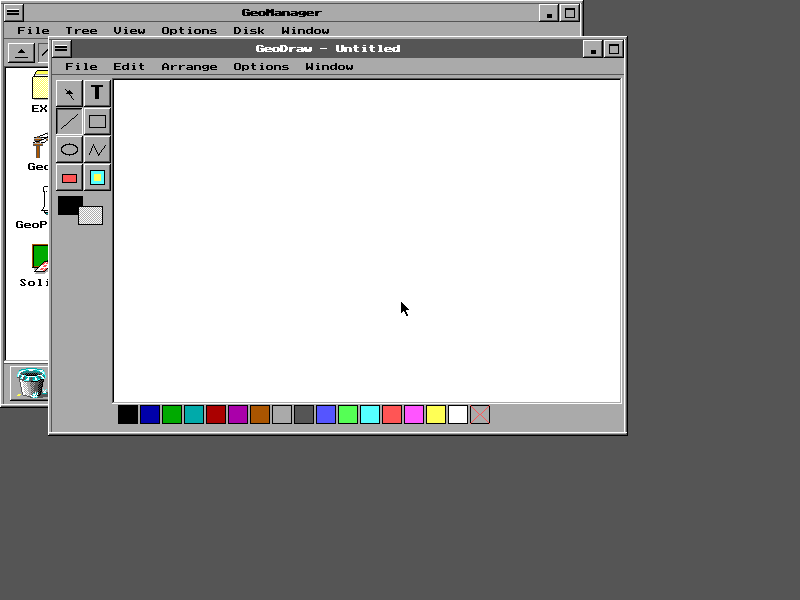 GeoManager
File Tree View Options Disk Window
GeoDraw - Untitled
File Edit Arrange Options Window
T
EX
Geo
GeoP
Soli